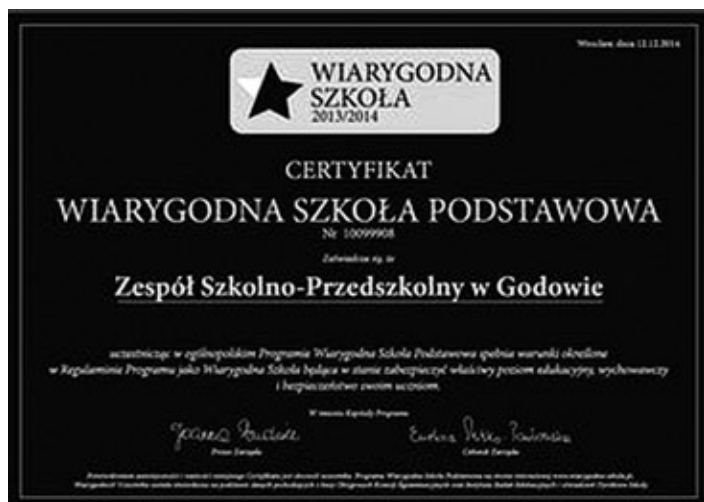 Wrocław dnia 12.12.2014
WIARYGODNA
SZKOŁA
2013/2014
CERTYFIKAT
WIARYGODNA SZKOŁA PODSTAWOWA
Nr 10099908
Zaświadcza się, że
Zespół Szkolno-Przedszkolny w Godowie
uczestnicząc w ogólnopolskim Programie Wiarygodna Szkoła Podstawowa spełnia warunki określone
w Regulaminie Programu jako Wiarygodna Szkoła będąca w stanie zabezpieczyć właściwy poziom edukacyjny, wychowawczy
i bezpieczeństwo swoim uczniom.
W imieniu Kapituły Programu
Joanna
Ewelina
Prezes Zarządu
Członek Zarządu